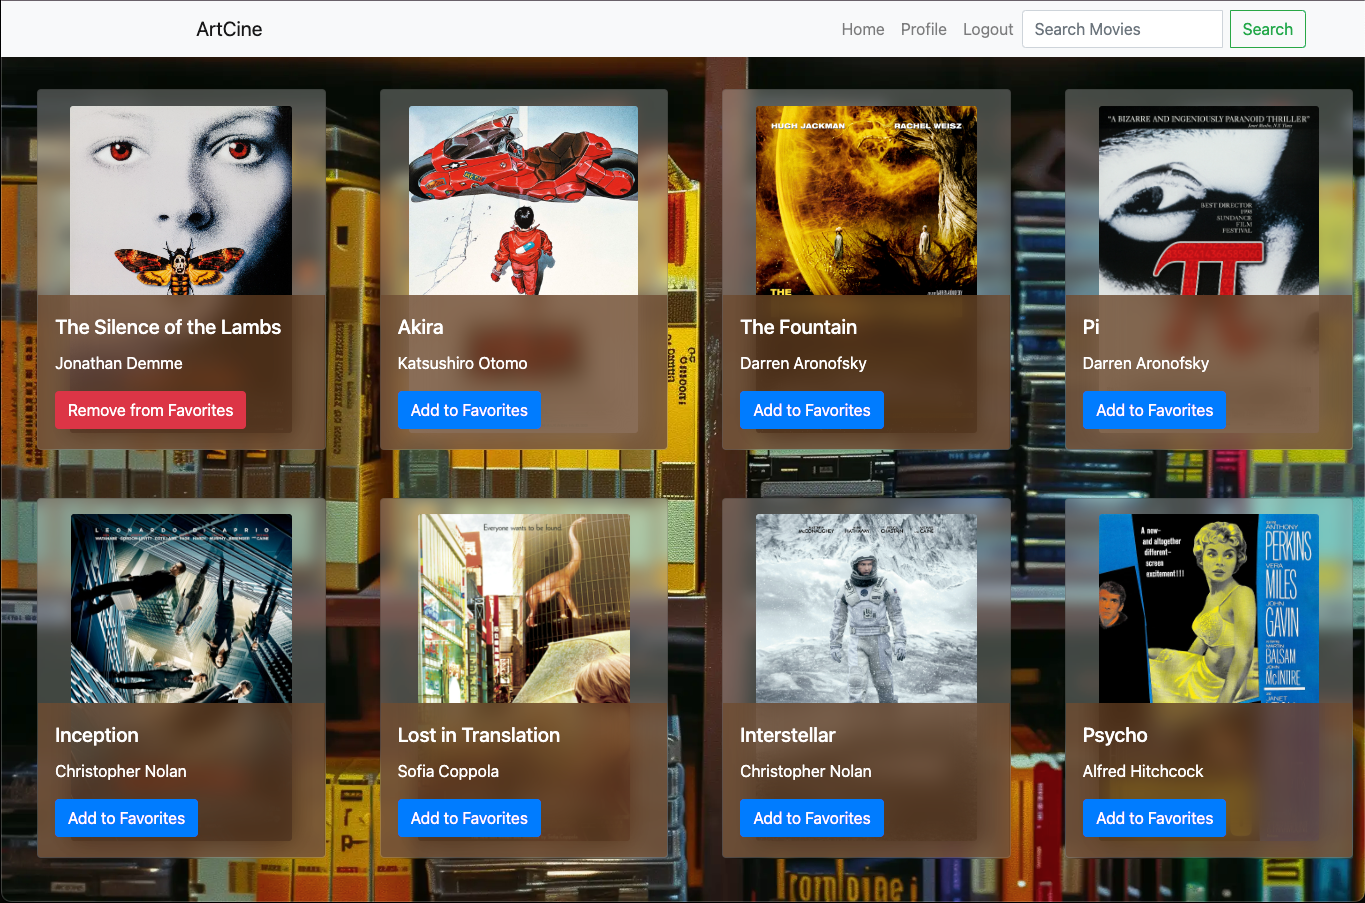 ArtCine
Home Profile Logout Search Movies Search
HUGH JACKMAN RACHEL WEISZ
THE
"A BIZARRE AND INGENIOUSLY PARANOID THRILLER"
BEST DIRECTOR
1998
SUNDANCE
FILM
FESTIVAL
π
The Silence of the Lambs
Jonathan Demme
Remove from Favorites
Akira
Katsushiro Otomo
Add to Favorites
The Fountain
Darren Aronofsky
Add to Favorites
Pi
Darren Aronofsky
Add to Favorites
LEONARDO DICAPRIO
Everyone wants to be found.
A new-
and altogether
different-
screen
excitement!!!
ANTHONY
PERKINS
VERA
MILES
JOHN
GAVIN
MARTIN
BALSAM
JOHN
McINTIRE
JANET
Inception
Christopher Nolan
Add to Favorites
Lost in Translation
Sofia Coppola
Add to Favorites
Interstellar
Christopher Nolan
Add to Favorites
Psycho
Alfred Hitchcock
Add to Favorites